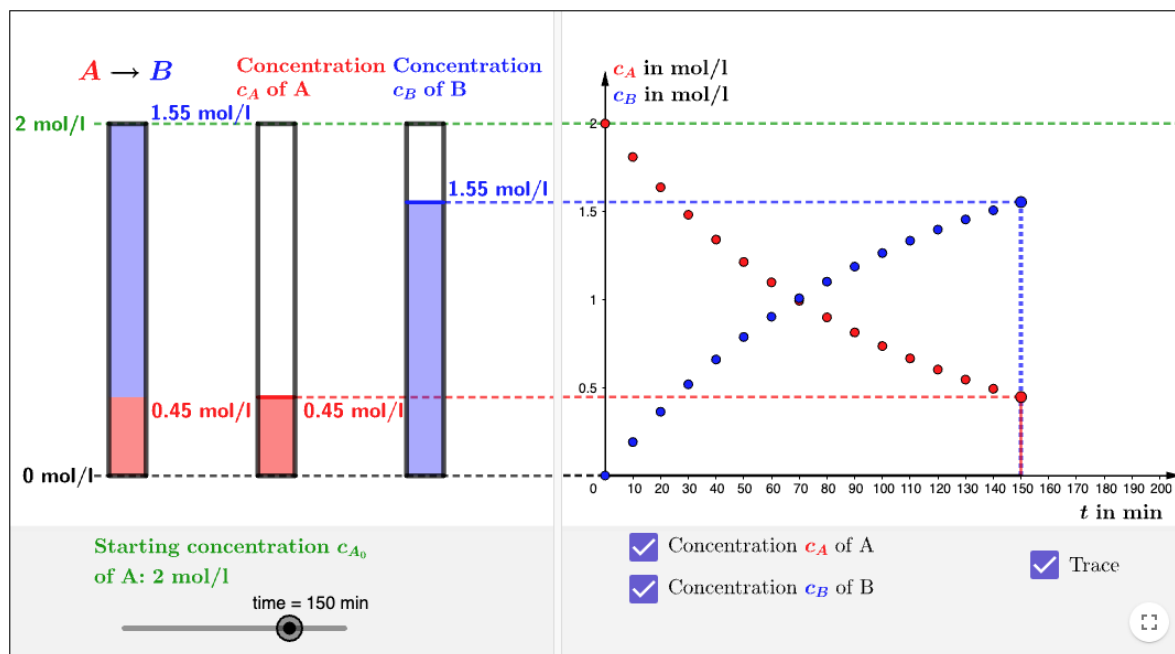 A → B
Concentration
c_A of A
Concentration
c_B of B
2 mol/l
1.55 mol/l
1.55 mol/l
0.45 mol/l
0.45 mol/l
0 mol/l
c_A in mol/l
c_B in mol/l
2
1.5
1
0.5
0 10 20 30 40 50 60 70 80 90 100 110 120 130 140 150 160 170 180 190 200
t in min
Starting concentration c_{A_0}
of A: 2 mol/l
time = 150 min
Concentration c_A of A
Concentration c_B of B
Trace